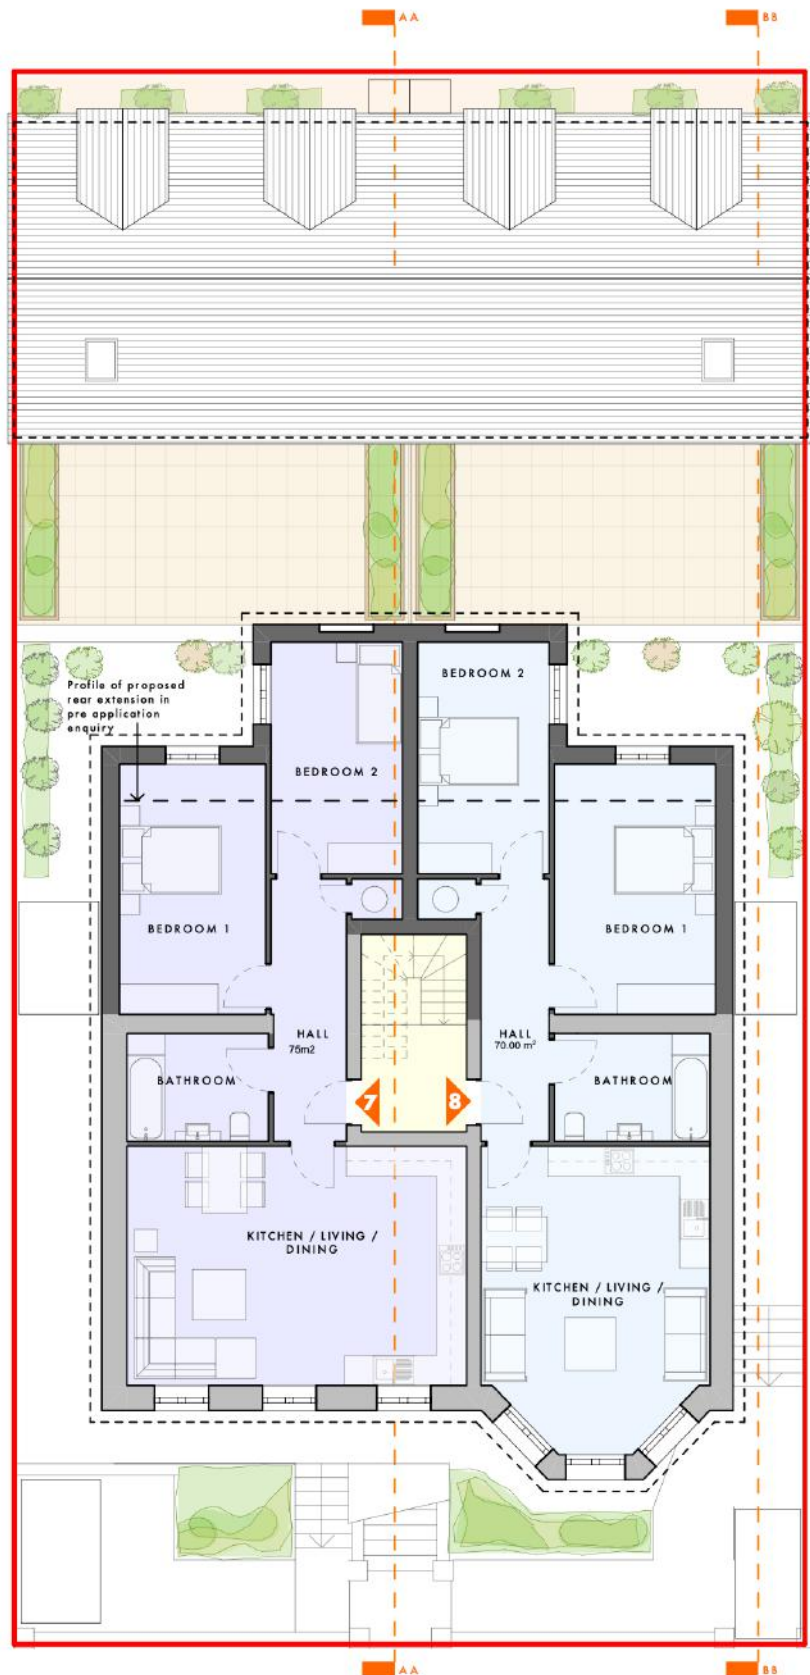 AA
BB
BEDROOM 2
Profile of proposed
rear extension in
pre application
enquiry
BEDROOM 2
BEDROOM 1
BEDROOM 1
HALL
75m2
HALL
70.00 m²
BATHROOM
BATHROOM
7
8
KITCHEN / LIVING /
DINING
KITCHEN / LIVING /
DINING
AA
BB